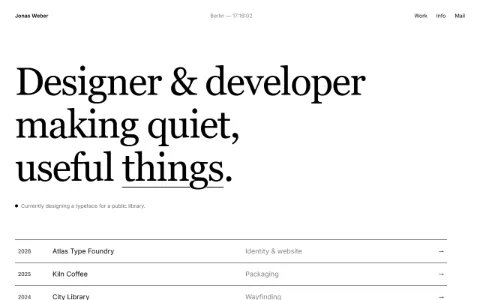 Jonas Weber
Berlin — 17:18:02
Work Info Mail
Designer & developer
making quiet,
useful things.
Currently designing a typeface for a public library.
2026 Atlas Type Foundry Identity & website →
2025 Kiln Coffee Packaging →
2024 City Library Wayfinding →